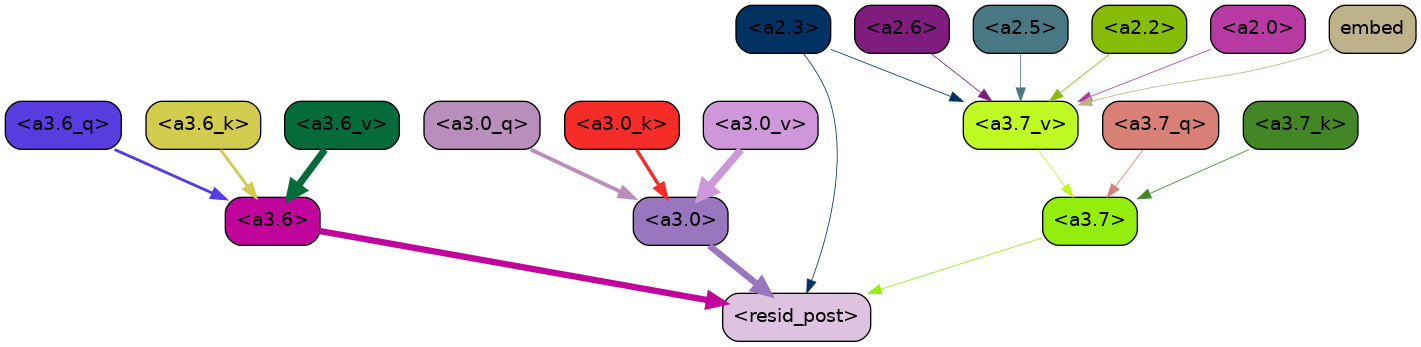 <a2.3> <a2.6> <a2.5> <a2.2> <a2.0> embed
<a3.6_q> <a3.6_k> <a3.6_v> <a3.0_q> <a3.0_k> <a3.0_v> <a3.7_v> <a3.7_q> <a3.7_k>
<a3.6> <a3.0> <a3.7>
<resid_post>